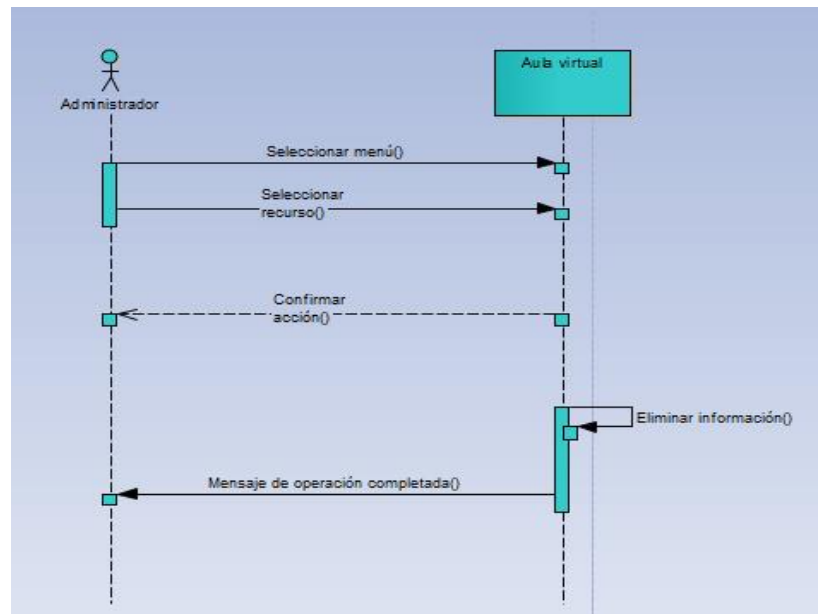 Aula virtual
Administrador
Seleccionar menú()
Seleccionar
recurso()
Confirmar
acción()
Eliminar información()
Mensaje de operación completada()